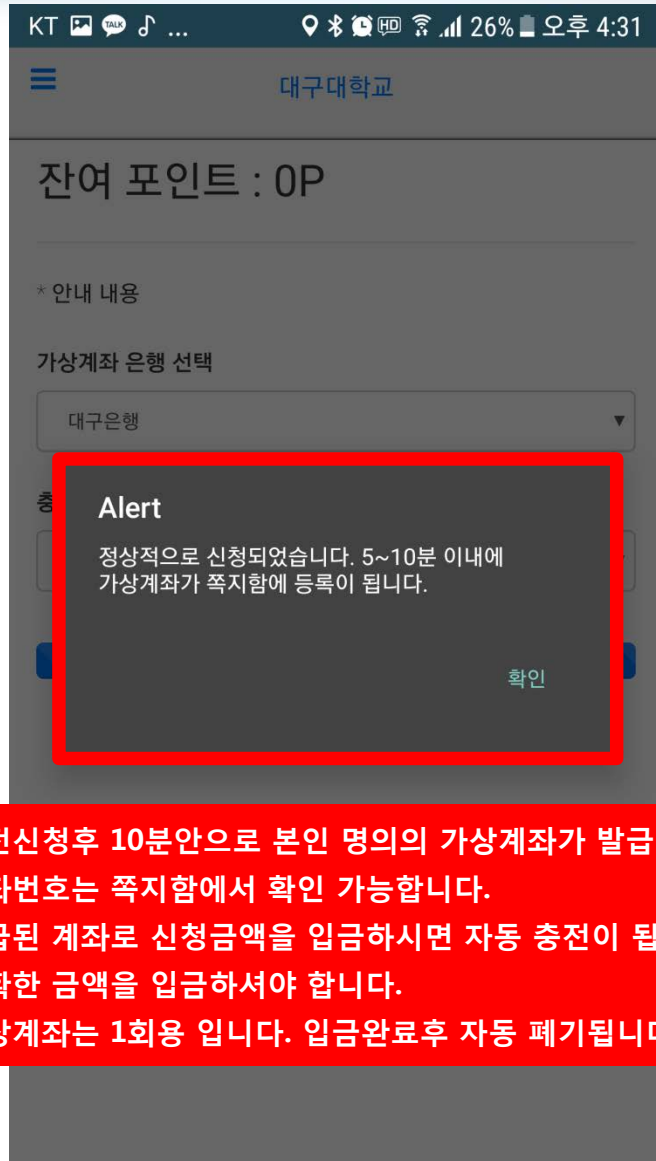 KT TALK ... HD 26% 오후 4:31
대구대학교
잔여 포인트 : 0P
* 안내 내용
가상계좌 은행 선택
대구은행
Alert
정상적으로 신청되었습니다. 5~10분 이내에
가상계좌가 쪽지함에 등록이 됩니다.
확인
전신청후 10분안으로 본인 명의의 가상계좌가 발급
좌번호는 쪽지함에서 확인 가능합니다.
급된 계좌로 신청금액을 입금하시면 자동 충전이 됩
확한 금액을 입금하셔야 합니다.
상계좌는 1회용 입니다. 입금완료후 자동 폐기됩니다